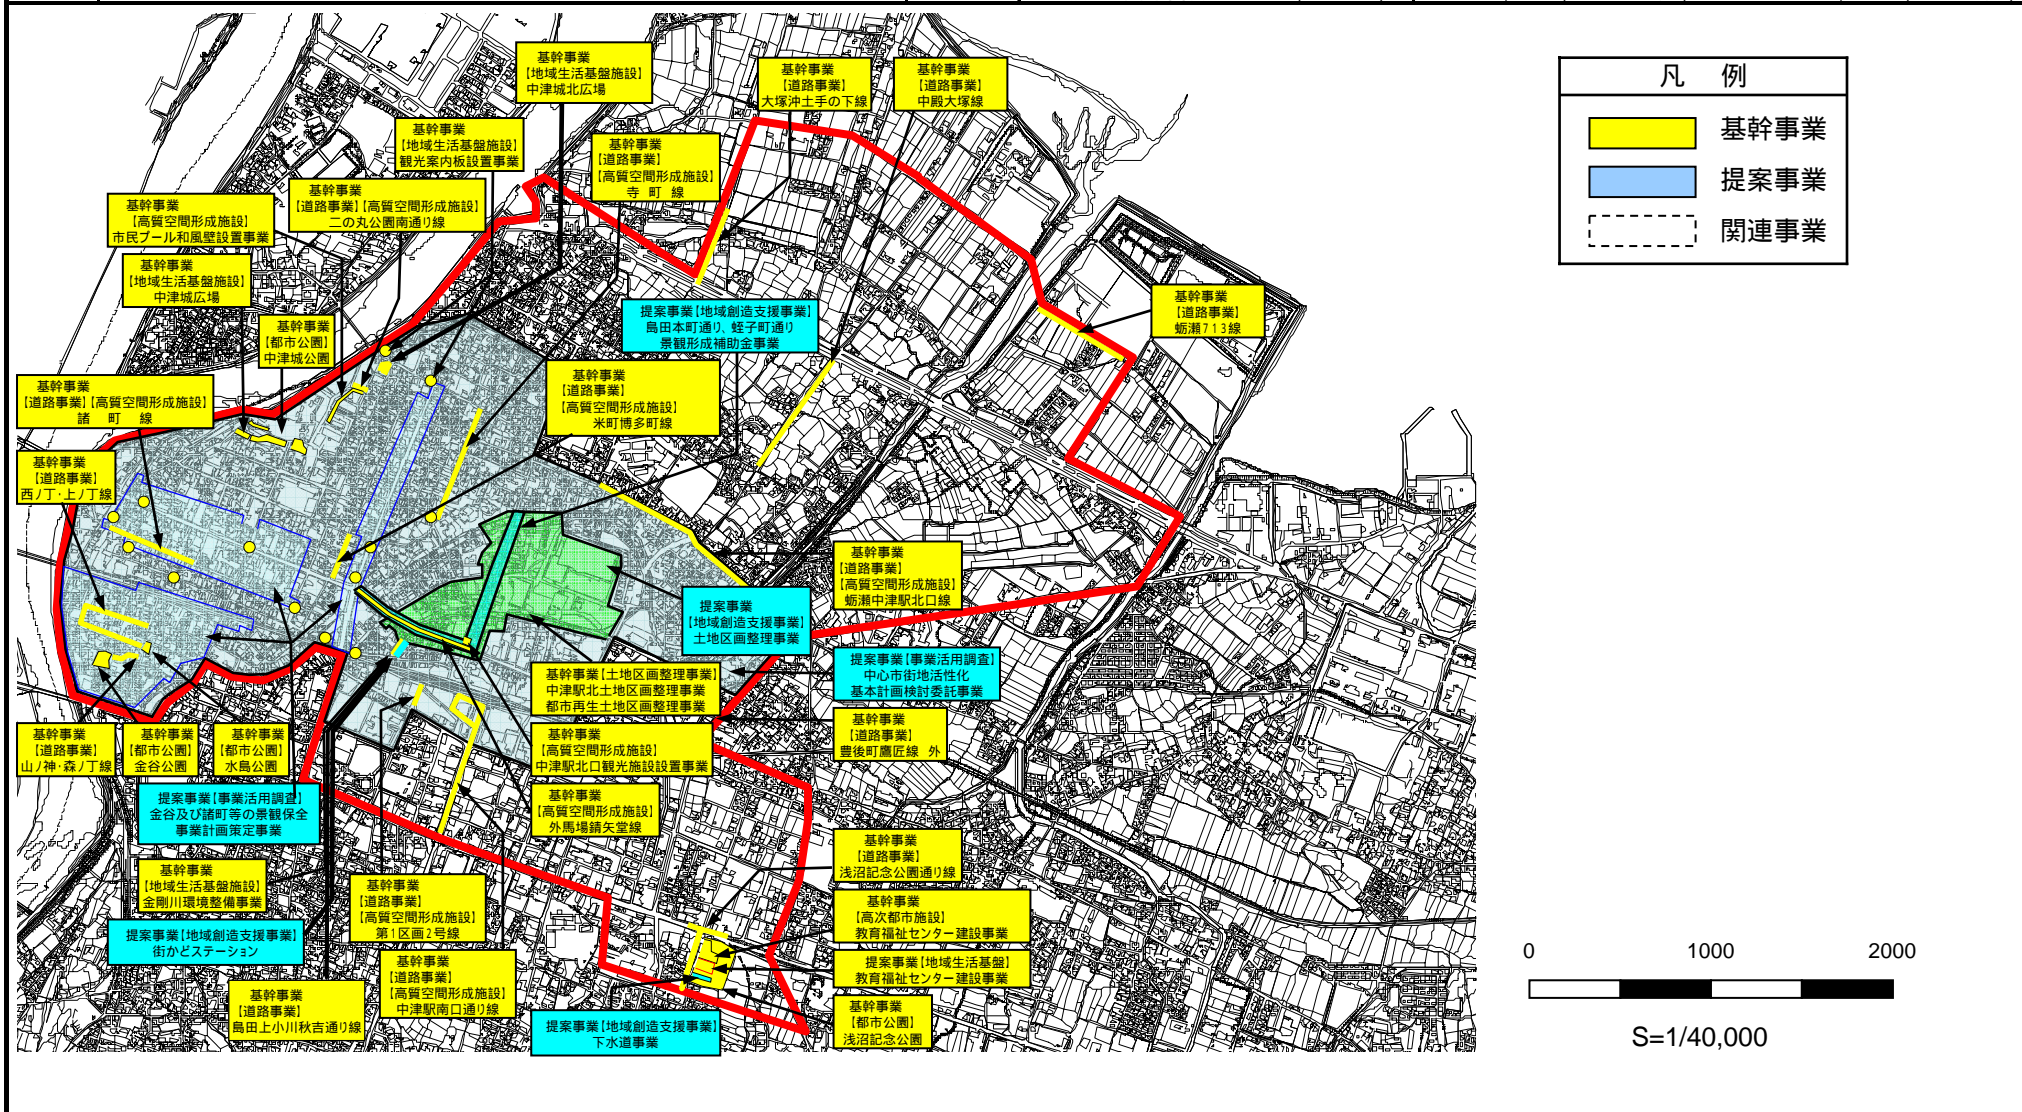 基幹事業
【地域生活基盤施設】
中津城北広場
基幹事業
【道路事業】
大塚沖土手の下線
基幹事業
【道路事業】
中殿大塚線
基幹事業
【地域生活基盤施設】
観光案内板設置事業
基幹事業
【道路事業】
【高質空間形成施設】
寺 町 線
基幹事業
【道路事業】【高質空間形成施設】
二の丸公園南通り線
基幹事業
【高質空間形成施設】
市民プール和風壁設置事業
基幹事業
【地域生活基盤施設】
中津城広場
基幹事業
【都市公園】
中津城公園
提案事業【地域創造支援事業】
島田本町通り、蛭子町通り
景観形成補助金事業
基幹事業
【道路事業】
蛎瀬713線
基幹事業
【道路事業】【高質空間形成施設】
諸 町 線
基幹事業
【道路事業】
【高質空間形成施設】
米町博多町線
基幹事業
【道路事業】
西ノ丁・上ノ丁線
基幹事業
【道路事業】
【高質空間形成施設】
蛎瀬中津駅北口線
提案事業
【地域創造支援事業】
土地区画整理事業
提案事業【事業活用調査】
中心市街地活性化
基本計画検討委託事業
基幹事業【土地区画整理事業】
中津駅北土地区画整理事業
都市再生土地区画整理事業
基幹事業
【道路事業】
豊後町鷹匠線 外
基幹事業
【道路事業】
山ノ神・森ノ丁線
基幹事業
【都市公園】
金谷公園
基幹事業
【都市公園】
水島公園
基幹事業
【高質空間形成施設】
中津駅北口観光施設設置事業
提案事業【事業活用調査】
金谷及び諸町等の景観保全
事業計画策定事業
基幹事業
【高質空間形成施設】
外馬場錆矢堂線
基幹事業
【道路事業】
浅沼記念公園通り線
基幹事業
【地域生活基盤施設】
金剛川環境整備事業
基幹事業
【道路事業】
【高質空間形成施設】
第1区画2号線
基幹事業
【高次都市施設】
教育福祉センター建設事業
提案事業【地域創造支援事業】
街かどステーション
基幹事業
【道路事業】
【高質空間形成施設】
中津駅南口通り線
提案事業【地域生活基盤】
教育福祉センター建設事業
基幹事業
【道路事業】
島田上小川秋吉通り線
提案事業【地域創造支援事業】
下水道事業
基幹事業
【都市公園】
浅沼記念公園
凡 例
基幹事業
提案事業
関連事業
0 1000 2000
S=1/40,000